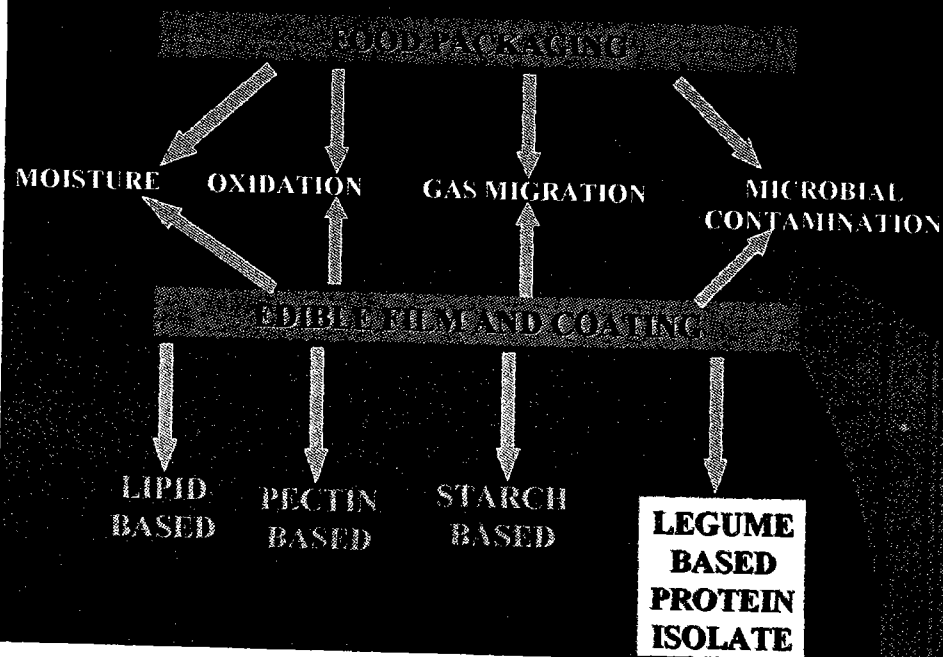 FOOD PACKAGING
MOISTURE
OXIDATION
GAS MIGRATION
MICROBIAL
CONTAMINATION
EDIBLE FILM AND COATING
LIPID
BASED
PECTIN
BASED
STARCH
BASED
LEGUME
BASED
PROTEIN
ISOLATE